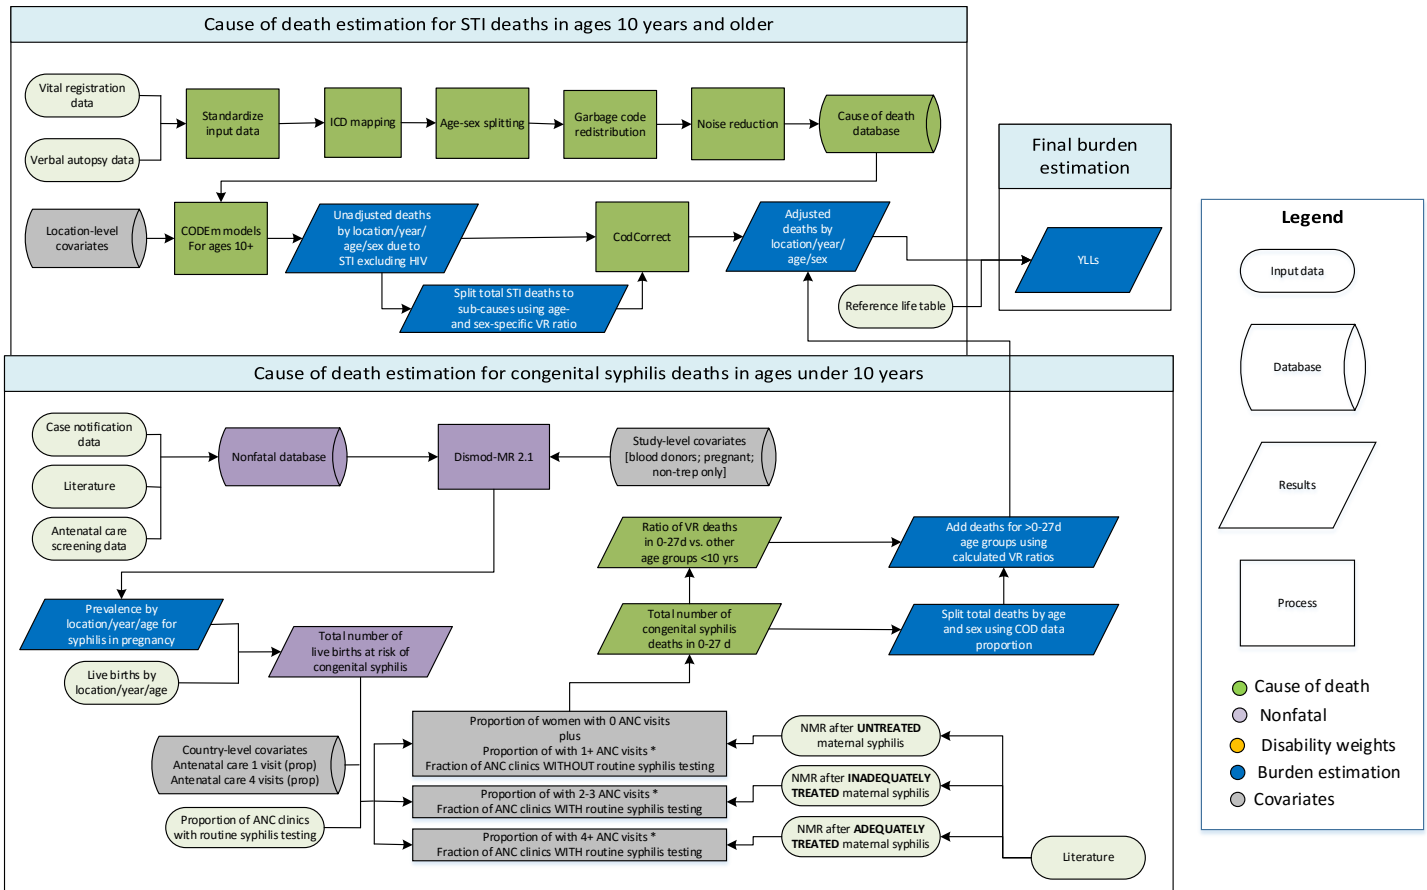 Cause of death estimation for STI deaths in ages 10 years and older
Vital registration
data
Verbal autopsy data
Standardize
input data
ICD mapping
Age-sex splitting
Garbage code
redistribution
Noise reduction
Cause of death
database
Location-level
covariates
CODEm models
For ages 10+
Unadjusted deaths
by location/year/
age/sex due to
STI excluding HIV
Split total STI deaths to
sub-causes using age-
and sex-specific VR ratio
CodCorrect
Adjusted
deaths by
location/year/
age/sex
Reference life table
Final burden
estimation
YLLs
Cause of death estimation for congenital syphilis deaths in ages under 10 years
Case notification
data
Literature
Antenatal care
screening data
Nonfatal database
Dismod-MR 2.1
Study-level covariates
[blood donors; pregnant;
non-trep only]
Ratio of VR deaths
in 0-27d vs. other
age groups <10 yrs
Add deaths for >0-27d
age groups using
calculated VR ratios
Prevalence by
location/year/age for
syphilis in pregnancy
Live births by
location/year/age
Total number of
live births at risk of
congenital syphilis
Total number of
congenital syphilis
deaths in 0-27 d
Split total deaths by age
and sex using COD data
proportion
Country-level covariates
Antenatal care 1 visit (prop)
Antenatal care 4 visits (prop)
Proportion of ANC clinics
with routine syphilis testing
Proportion of women with 0 ANC visits
plus
Proportion of with 1+ ANC visits *
Fraction of ANC clinics WITHOUT routine syphilis testing
Proportion of with 2-3 ANC visits *
Fraction of ANC clinics WITH routine syphilis testing
Proportion of with 4+ ANC visits *
Fraction of ANC clinics WITH routine syphilis testing
NMR after UNTREATED
maternal syphilis
NMR after INADEQUATELY
TREATED maternal syphilis
NMR after ADEQUATELY
TREATED maternal syphilis
Literature
Legend
Input data
Database
Results
Process
Cause of death
Nonfatal
Disability weights
Burden estimation
Covariates